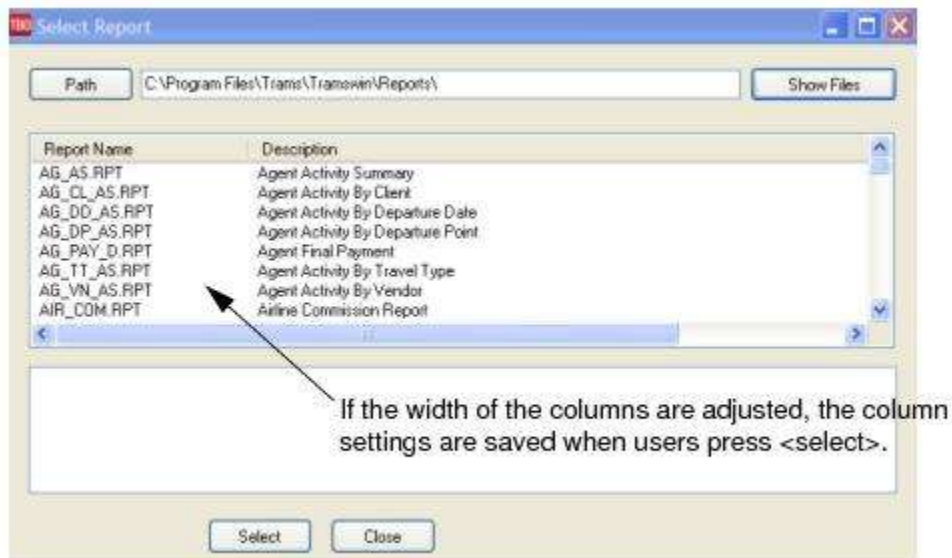 TBO Select Report
Path C:\Program Files\Trams\Tramswin\Reports\ Show Files
Report Name Description
AG_AS.RPT Agent Activity Summary
AG_CL_AS.RPT Agent Activity By Client
AG_DD_AS.RPT Agent Activity By Departure Date
AG_DP_AS.RPT Agent Activity By Departure Point
AG_PAY_D.RPT Agent Final Payment
AG_TT_AS.RPT Agent Activity By Travel Type
AG_VN_AS.RPT Agent Activity By Vendor
AIR_COM.RPT Airline Commission Report
If the width of the columns are adjusted, the column
settings are saved when users press <select>.
Select Close